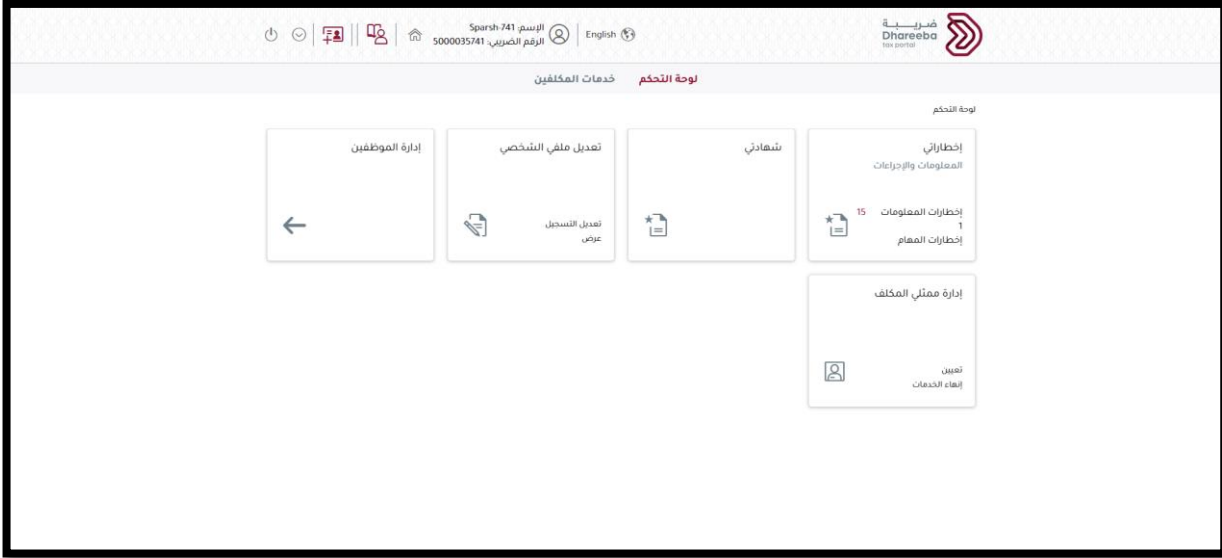 ضريبة
Dhareeba
tax portal
English
الإسم: Sparsh-741
الرقم الضريبي: 5000035741
لوحة التحكم
خدمات المكلفين
لوحة التحكم
إخطاراتي
المعلومات والإجراءات
إخطارات المعلومات 15
1
إخطارات المهام
شهادتي
تعديل ملفي الشخصي
تعديل التسجيل
عرض
إدارة الموظفين
إدارة ممثلي المكلف
تعيين
إنهاء الخدمات